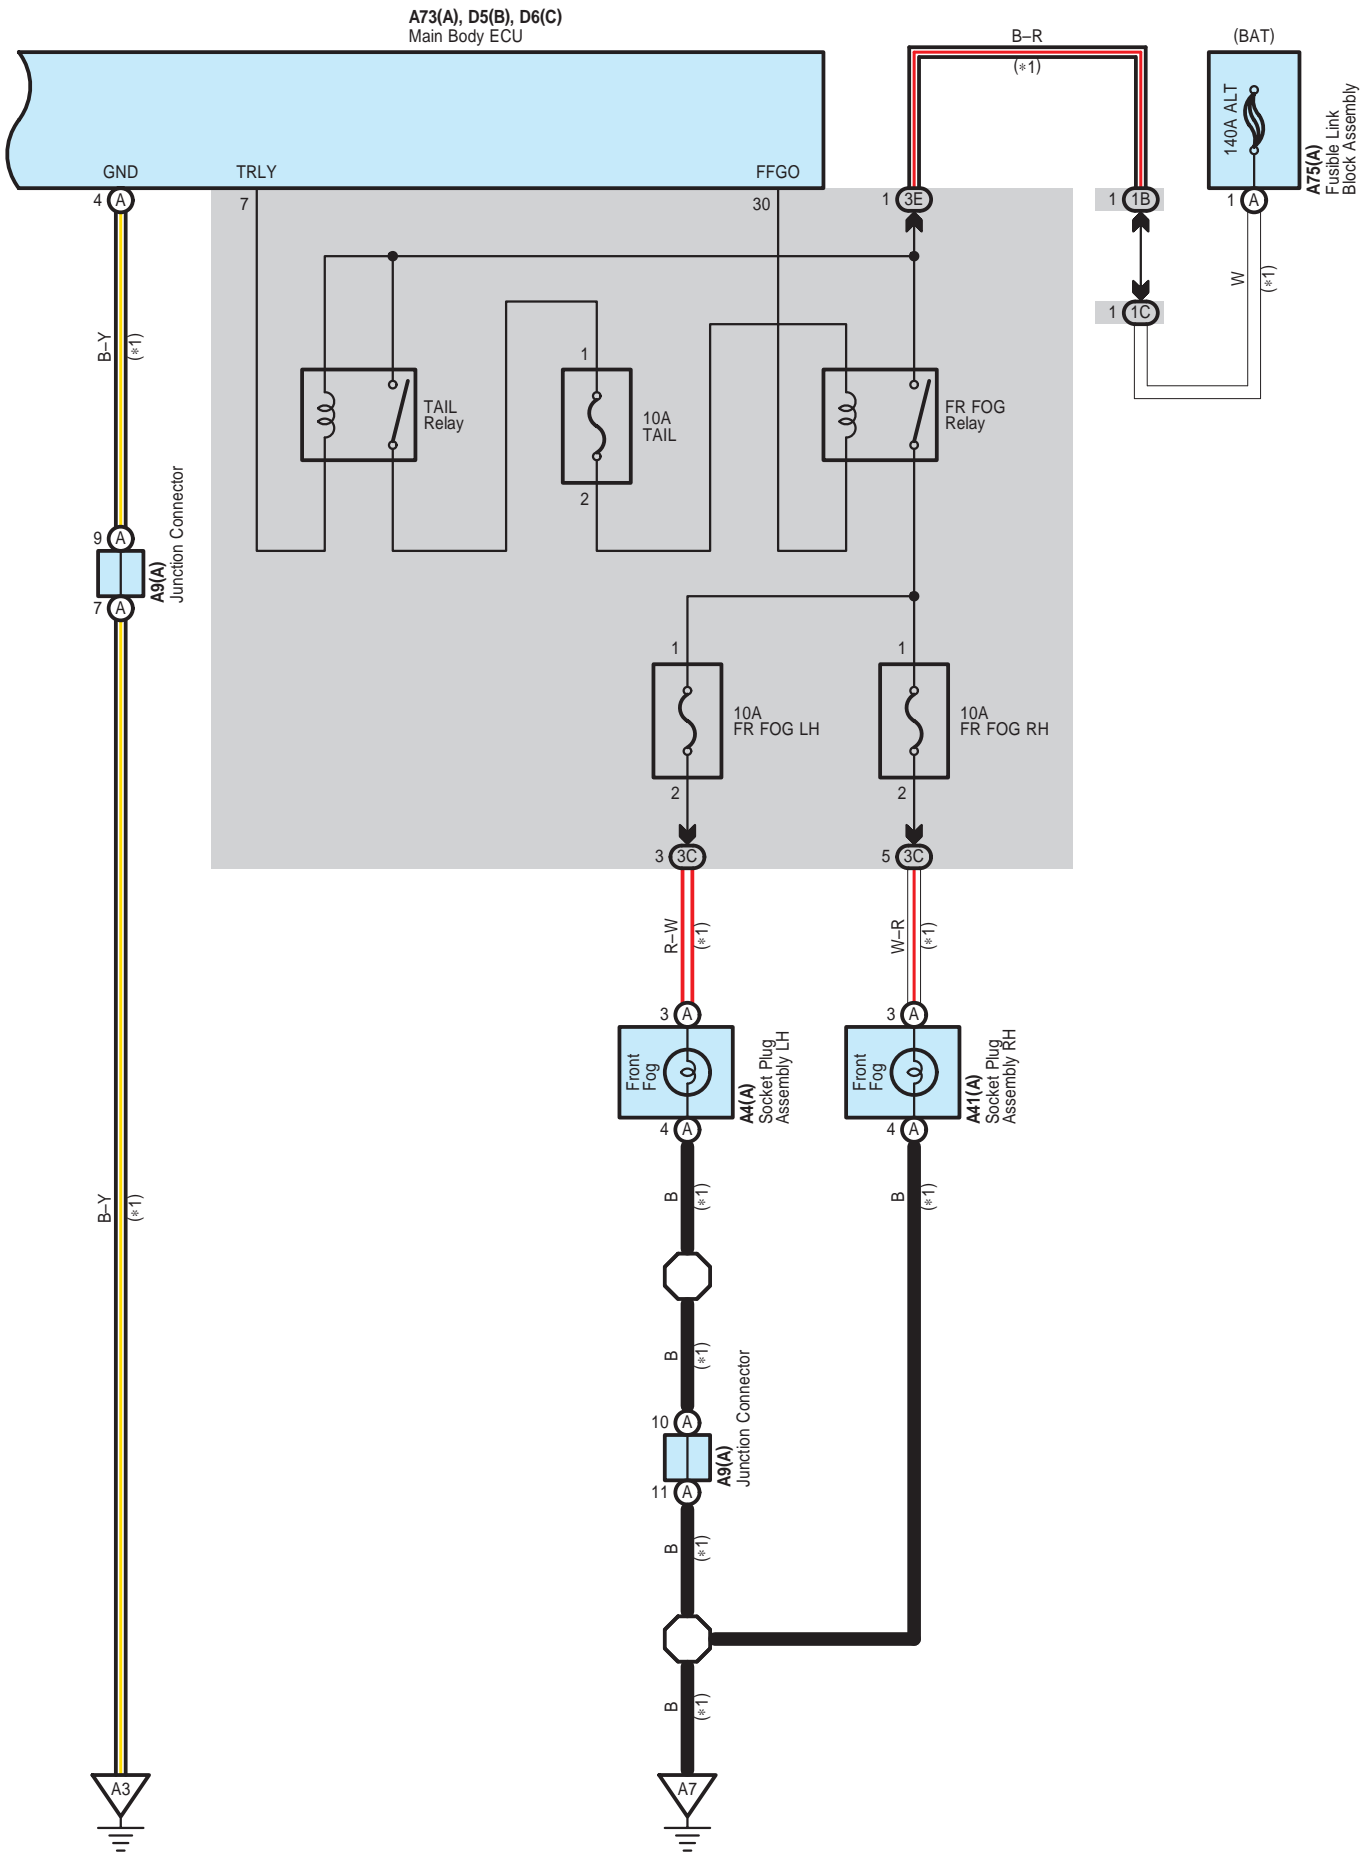 A73(A), D5(B), D6(C)
Main Body ECU
B–R
(*1)
(BAT)
140A ALT
A75(A)
Fusible Link
Block Assembly
GND
TRLY
FFGO
4 A
7
30
1 3E
1 1B
1 A
B–Y
(*1)
1 1C
W
(*1)
1
TAIL
Relay
10A
TAIL
2
FR FOG
Relay
9 A
A9(A)
Junction Connector
7 A
1
10A
FR FOG LH
2
1
10A
FR FOG RH
2
3 3C
5 3C
R–W
(*1)
W–R
(*1)
3 A
Front
Fog
A4(A)
Socket Plug
Assembly LH
4 A
3 A
Front
Fog
A41(A)
Socket Plug
Assembly RH
4 A
B–Y
(*1)
B
(*1)
B
(*1)
B
(*1)
10 A
A9(A)
Junction Connector
11 A
B
(*1)
B
(*1)
A3
A7